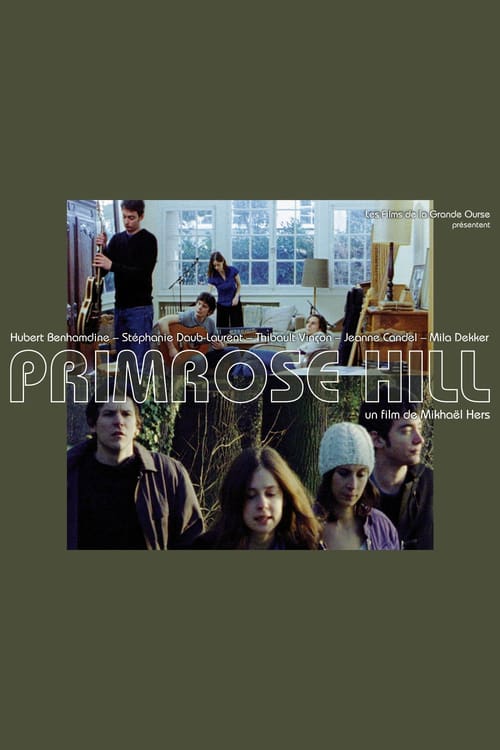 Les Films de la Grande Ourse
présentent
Hubert Benhamdine – Stéphanie Daub-Laurent – Thibault Vinçon – Jeanne Candel – Mila Dekker
PRIMROSE HILL
un film de Mikhaël Hers